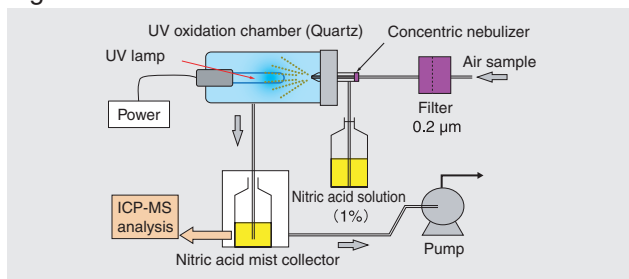 UV oxidation chamber (Quartz)
Concentric nebulizer
UV lamp
Air sample
Power
Filter
0.2 µm
Nitric acid solution
(1%)
ICP-MS
analysis
Pump
Nitric acid mist collector